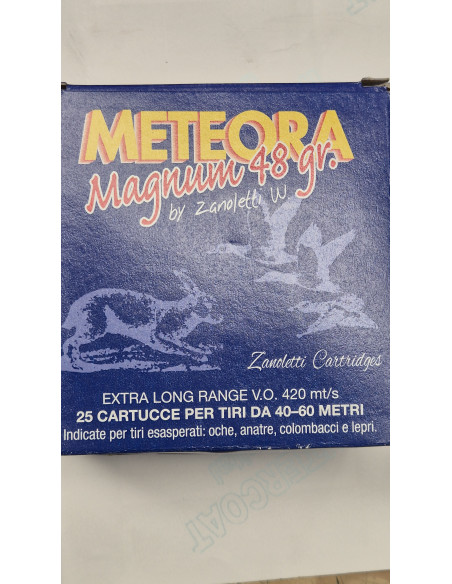 METEORA
Magnum 48 gr.
by Zanoletti W
Zanoletti Cartridges
EXTRA LONG RANGE V.O. 420 mt/s
25 CARTUCCE PER TIRI DA 40–60 METRI
Indicate per tiri esasperati: oche, anatre, colombacci e lepri.